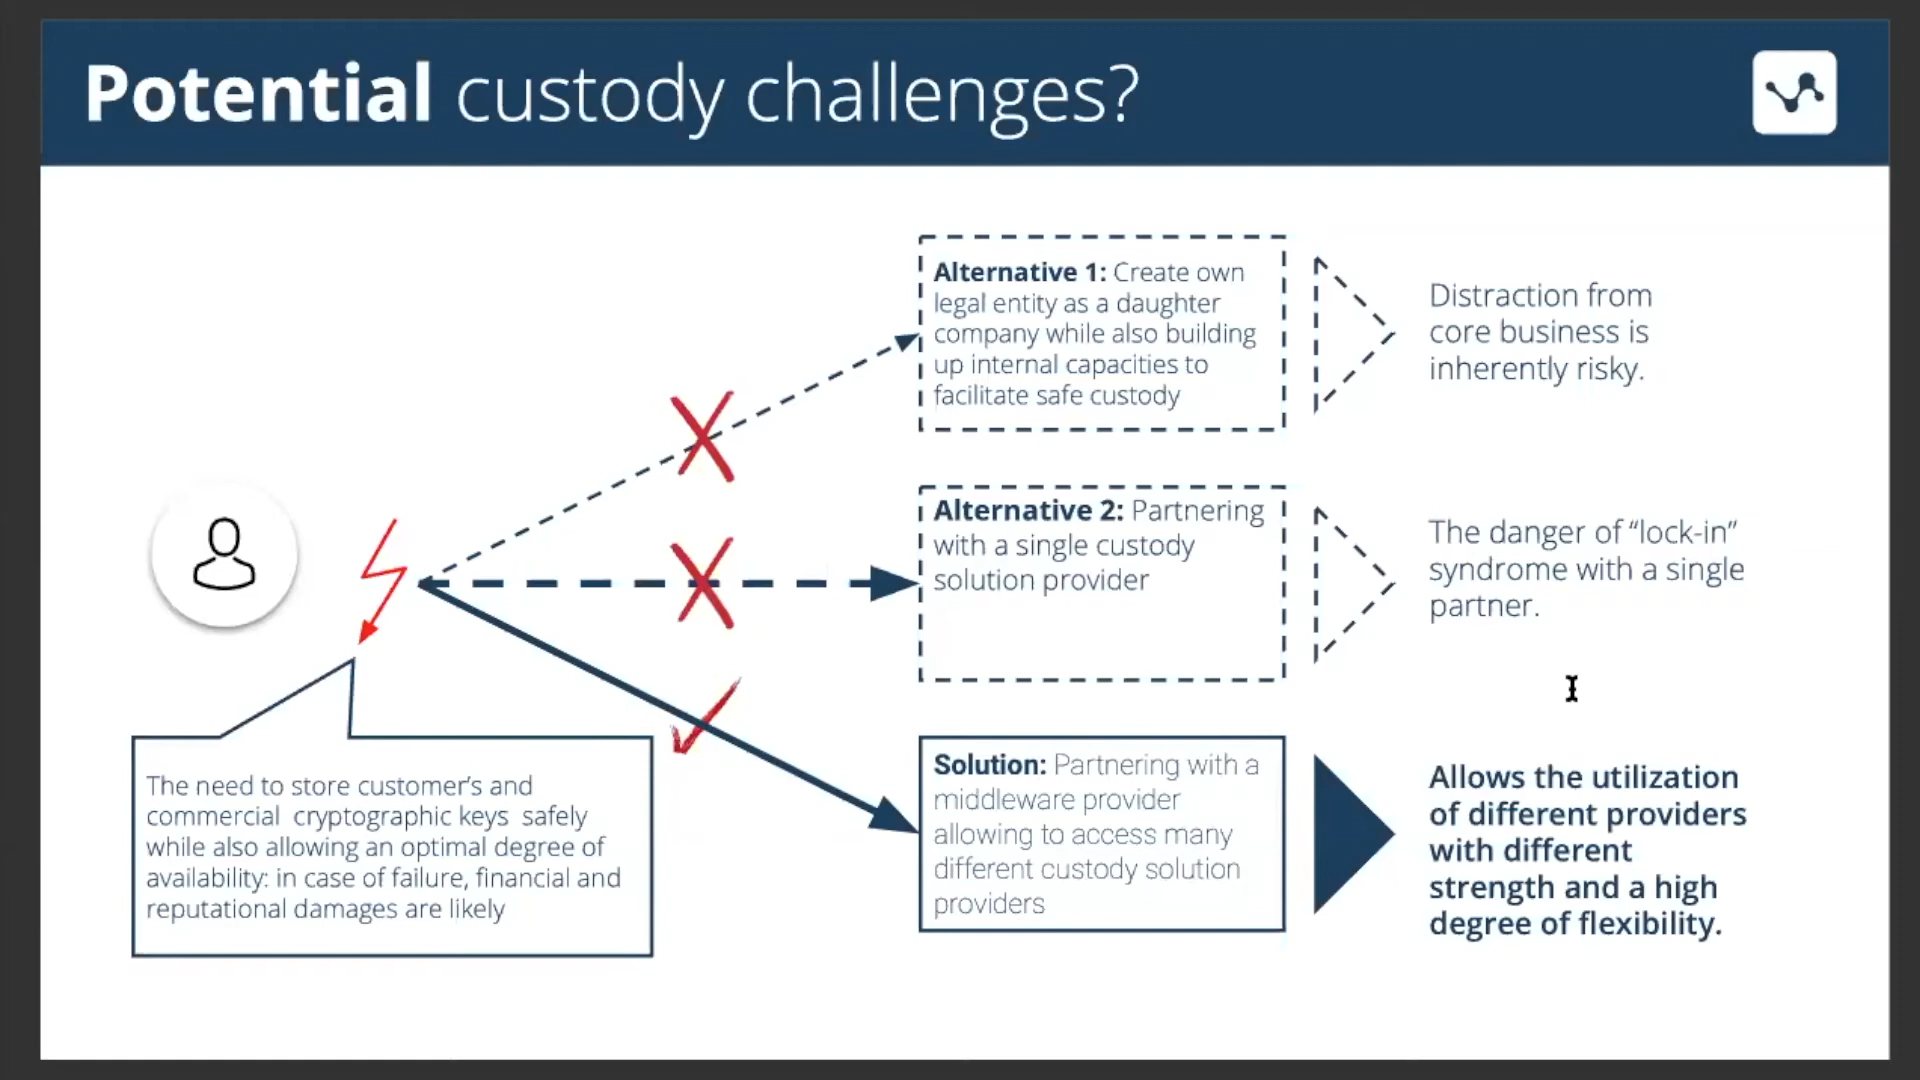 Potential custody challenges?
Alternative 1: Create own
legal entity as a daughter
company while also building
up internal capacities to
facilitate safe custody
Distraction from
core business is
inherently risky.
Alternative 2: Partnering
with a single custody
solution provider
The danger of “lock-in”
syndrome with a single
partner.
The need to store customer’s and
commercial cryptographic keys safely
while also allowing an optimal degree of
availability: in case of failure, financial and
reputational damages are likely
Solution: Partnering with a
middleware provider
allowing to access many
different custody solution
providers
Allows the utilization
of different providers
with different
strength and a high
degree of flexibility.